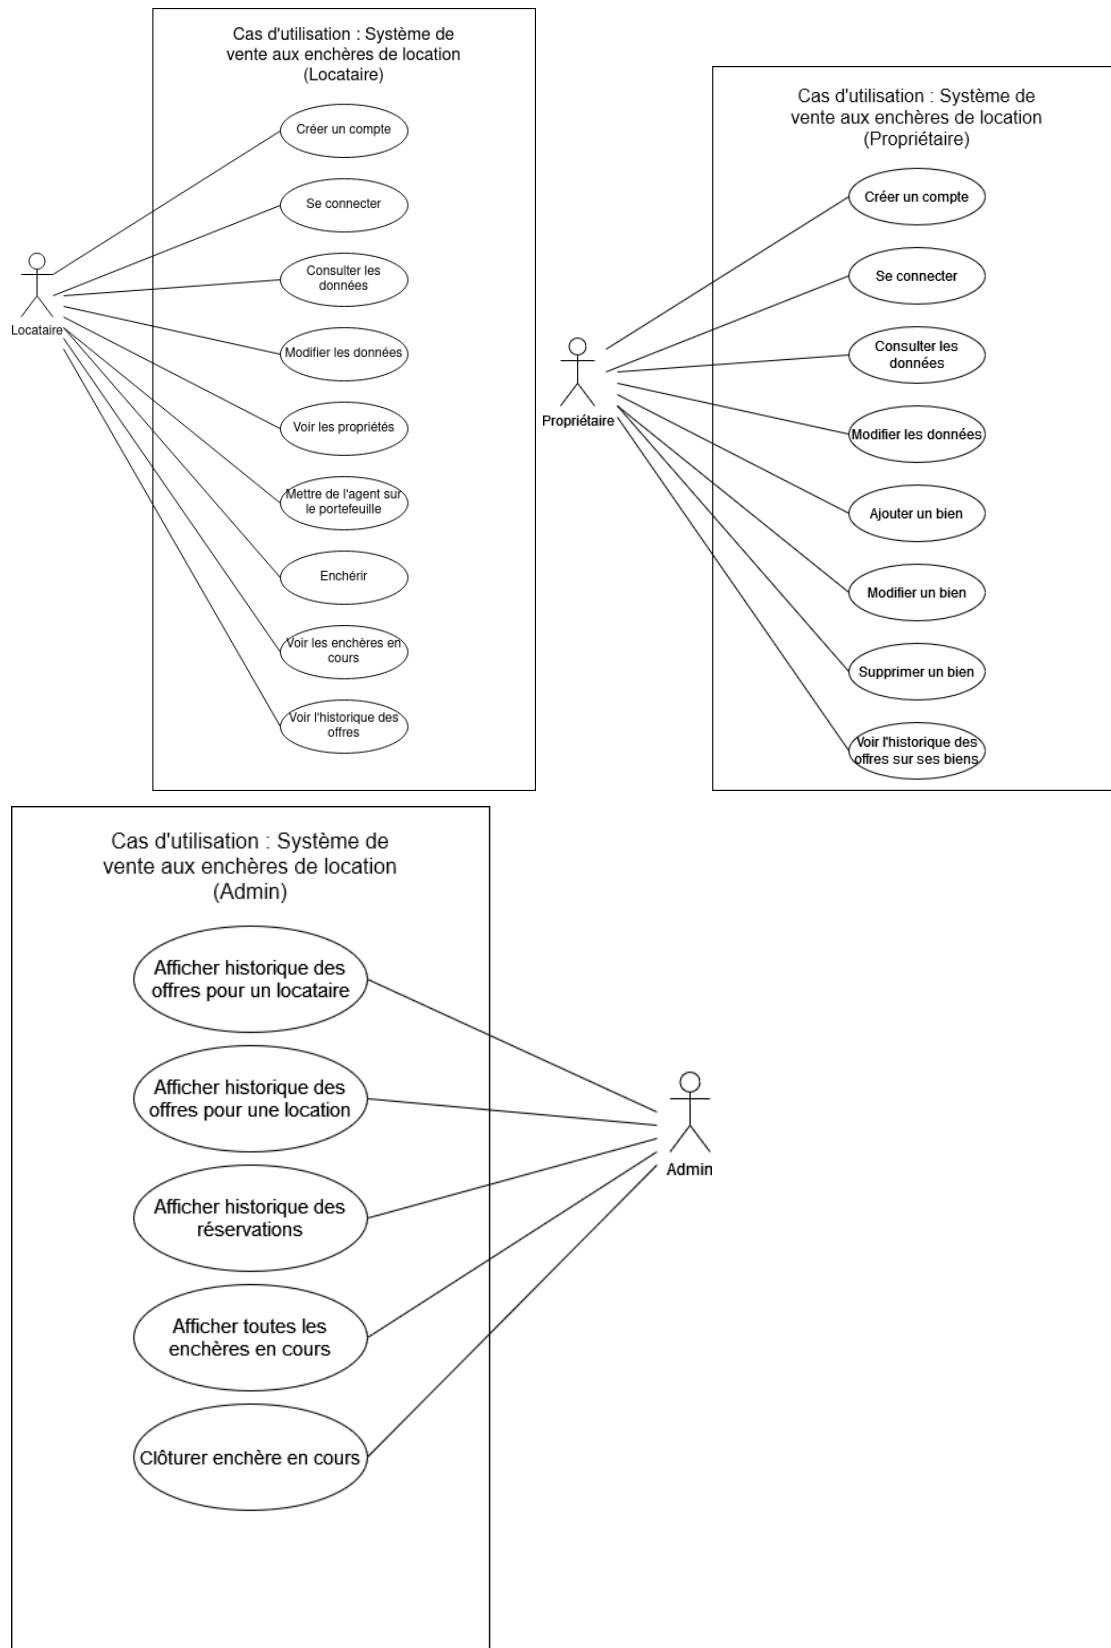 Cas d'utilisation : Système de
vente aux enchères de location
(Locataire)
Créer un compte
Se connecter
Consulter les
données
Modifier les données
Voir les propriétés
Mettre de l'agent sur
le portefeuille
Enchérir
Voir les enchères en
cours
Voir l'historique des
offres
Locataire
Cas d'utilisation : Système de
vente aux enchères de location
(Propriétaire)
Créer un compte
Se connecter
Consulter les
données
Modifier les données
Ajouter un bien
Modifier un bien
Supprimer un bien
Voir l'historique des
offres sur ses biens
Propriétaire
Cas d'utilisation : Système de
vente aux enchères de location
(Admin)
Afficher historique des
offres pour un locataire
Afficher historique des
offres pour une location
Afficher historique des
réservations
Afficher toutes les
enchères en cours
Clôturer enchère en cours
Admin